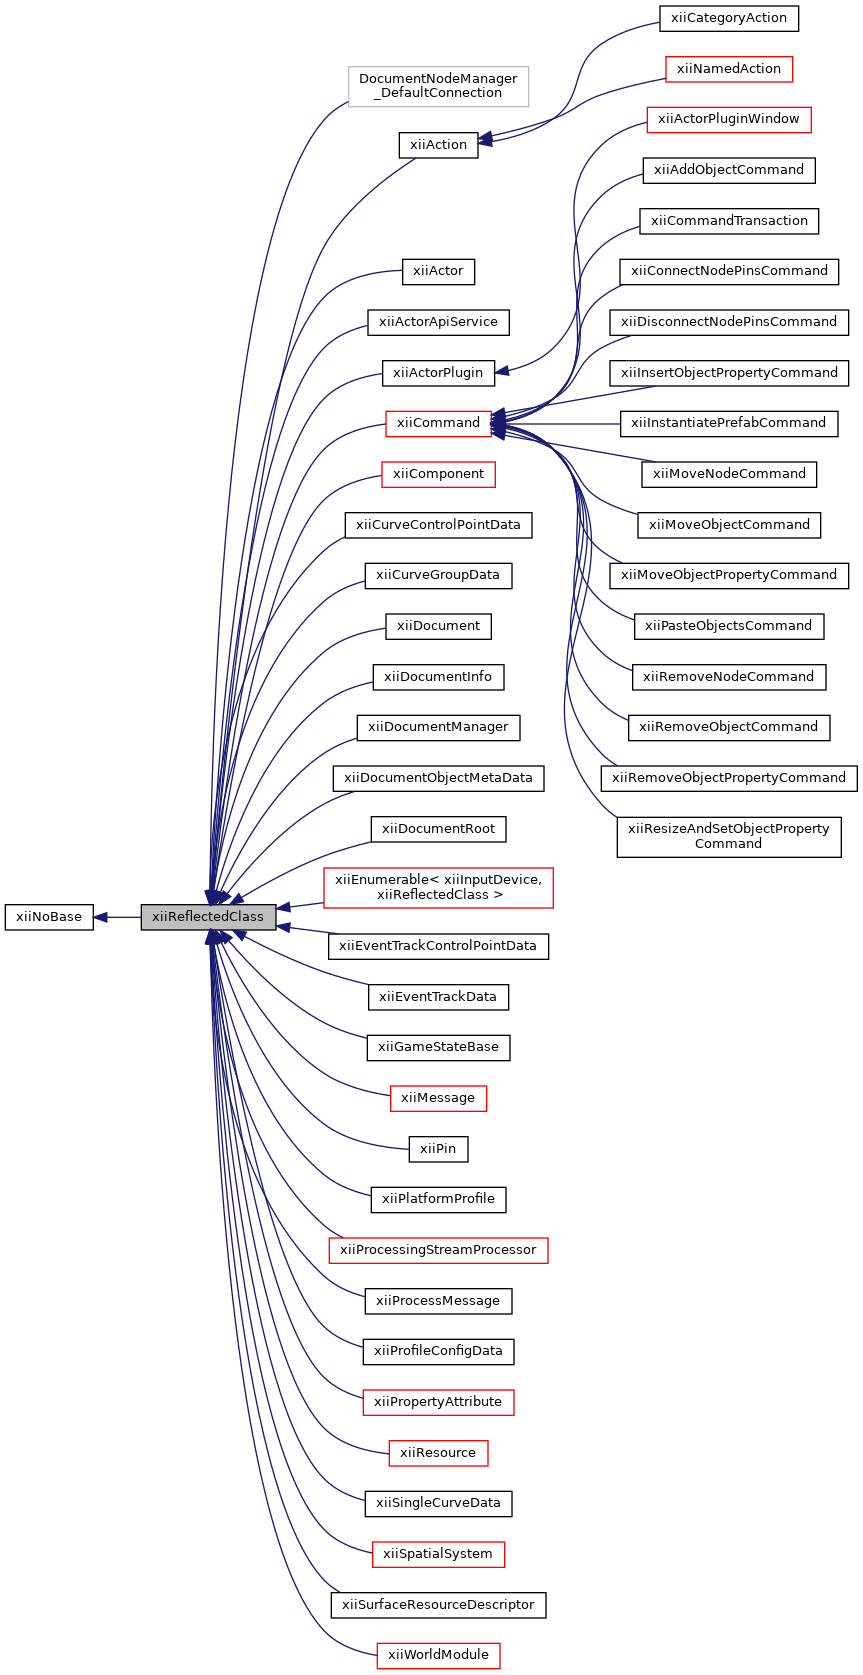 xiiCategoryAction
xiiNamedAction
DocumentNodeManager
_DefaultConnection
xiiActorPluginWindow
xiiAction
xiiAddObjectCommand
xiiCommandTransaction
xiiActor
xiiConnectNodePinsCommand
xiiActorApiService
xiiDisconnectNodePinsCommand
xiiActorPlugin
xiiInsertObjectPropertyCommand
xiiCommand
xiiInstantiatePrefabCommand
xiiComponent
xiiMoveNodeCommand
xiiCurveControlPointData
xiiMoveObjectCommand
xiiCurveGroupData
xiiMoveObjectPropertyCommand
xiiDocument
xiiPasteObjectsCommand
xiiDocumentInfo
xiiRemoveNodeCommand
xiiDocumentManager
xiiRemoveObjectCommand
xiiDocumentObjectMetaData
xiiRemoveObjectPropertyCommand
xiiDocumentRoot
xiiResizeAndSetObjectProperty
Command
xiiEnumerable< xiiInputDevice,
xiiReflectedClass >
xiiNoBase
xiiReflectedClass
xiiEventTrackControlPointData
xiiEventTrackData
xiiGameStateBase
xiiMessage
xiiPin
xiiPlatformProfile
xiiProcessingStreamProcessor
xiiProcessMessage
xiiProfileConfigData
xiiPropertyAttribute
xiiResource
xiiSingleCurveData
xiiSpatialSystem
xiiSurfaceResourceDescriptor
xiiWorldModule